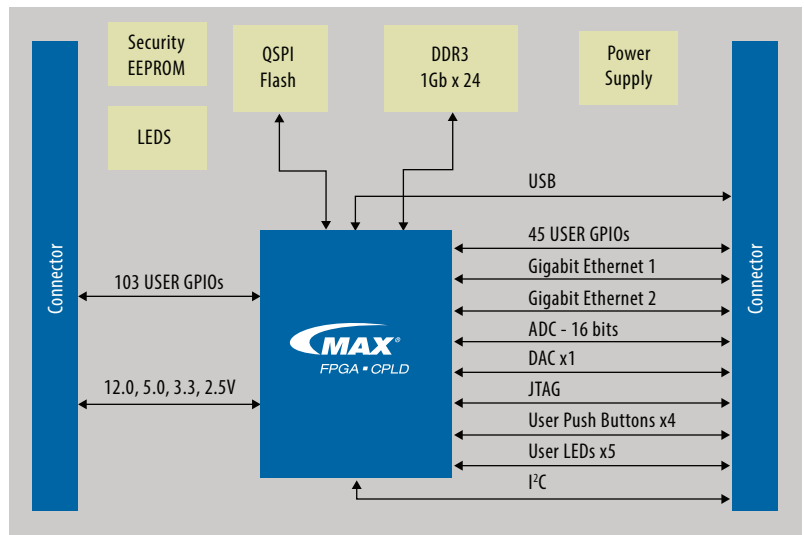 Security
EEPROM
QSPI
Flash
DDR3
1Gb x 24
Power
Supply
LEDS
USB
Connector
103 USER GPIOs
12.0, 5.0, 3.3, 2.5V
MAX®
FPGA ▪ CPLD
45 USER GPIOs
Gigabit Ethernet 1
Gigabit Ethernet 2
ADC - 16 bits
DAC x1
JTAG
User Push Buttons x4
User LEDs x5
I²C
Connector